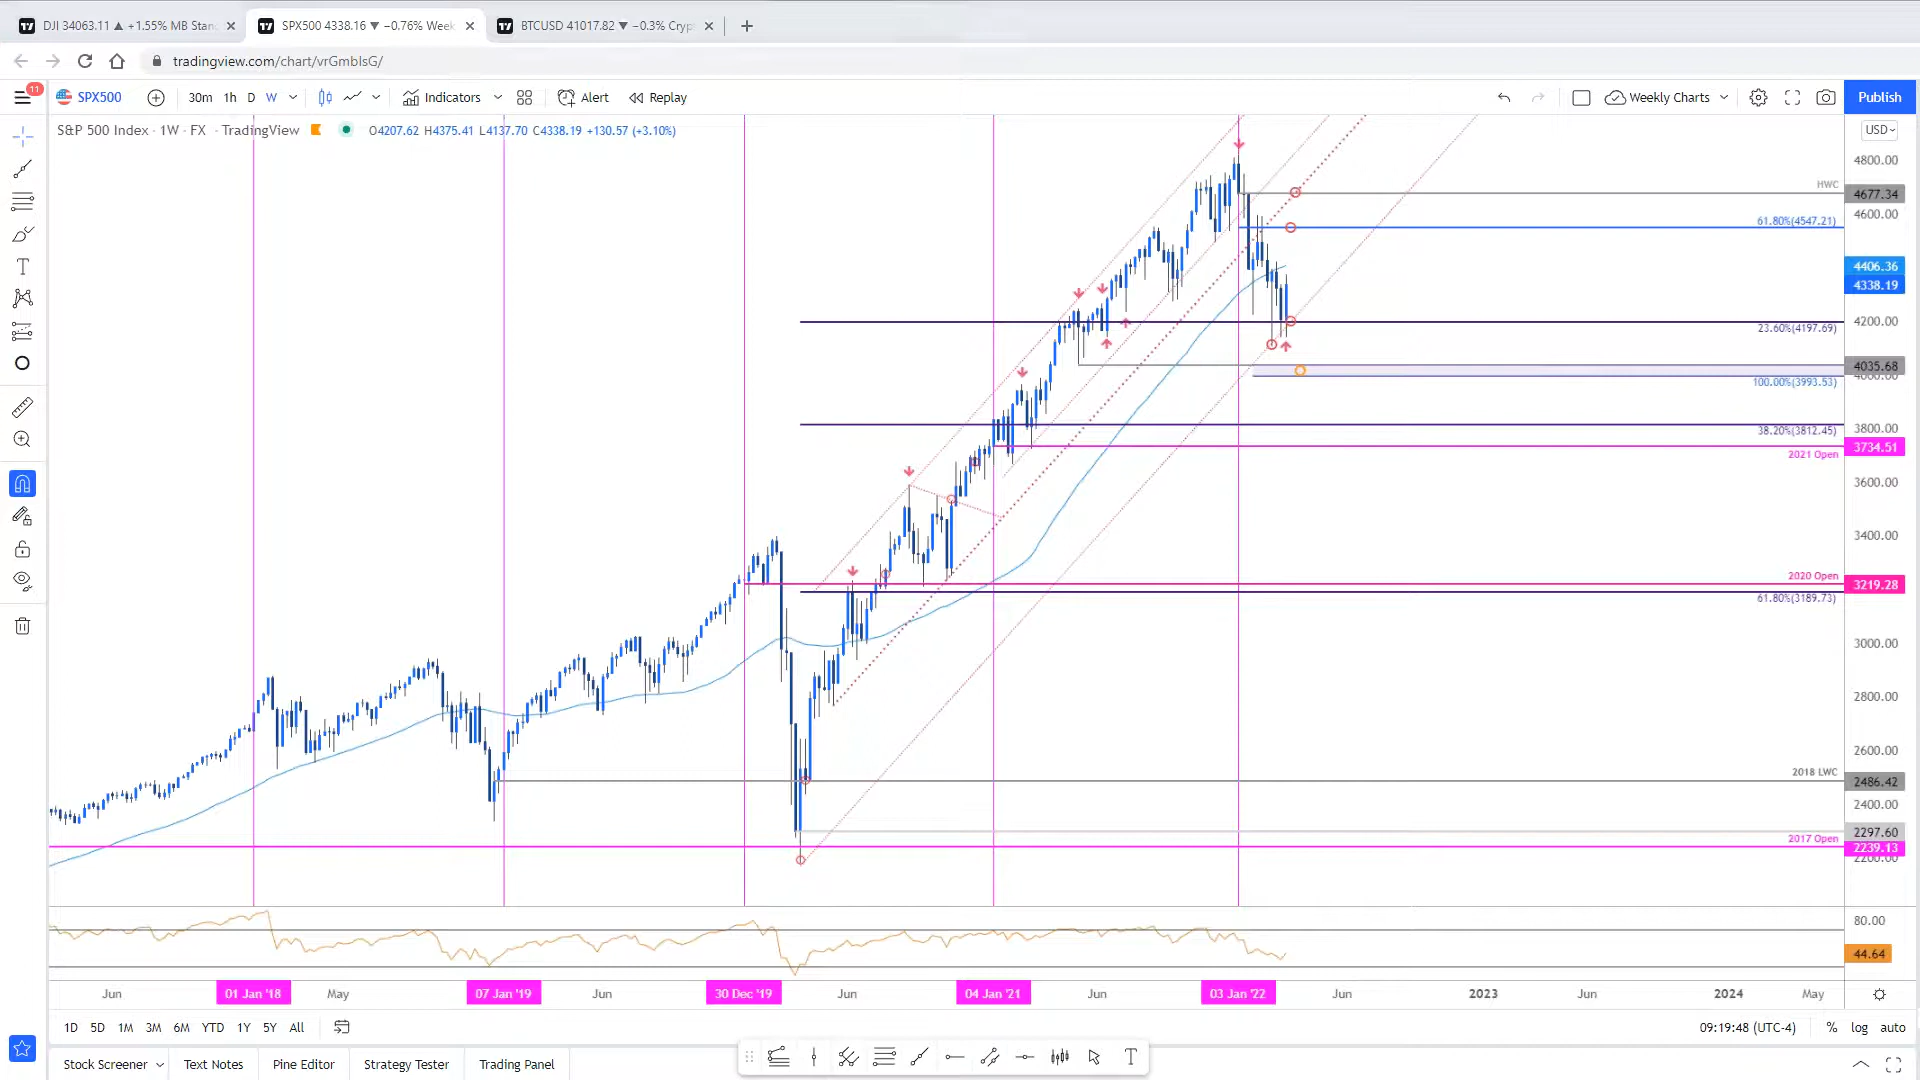 DJI 34063.11 ▲ +1.55% MB Stan
SPX500 4338.16 ▼ −0.76% Week
BTCUSD 41017.82 ▼ −0.3% Cryp
tradingview.com/chart/vrGmbIsG/
11
SPX500
30m 1h D W
Indicators
Alert
Replay
Weekly Charts
Publish
S&P 500 Index · 1W · FX · TradingView
O4207.62 H4375.41 L4137.70 C4338.19 +130.57 (+3.10%)
USD
4800.00
HWC
4677.34
4600.00
61.80%(4547.21)
4406.36
4338.19
4200.00
23.60%(4197.69)
4035.68
4000.00
100.00%(3993.53)
3800.00
38.20%(3812.45)
3734.51
2021 Open
3600.00
3400.00
2020 Open
3219.28
61.80%(3189.73)
3000.00
2800.00
2600.00
2018 LWC
2486.42
2400.00
2297.60
2017 Open
2239.13
2200.00
80.00
44.64
Jun 01 Jan '18 May 07 Jan '19 Jun 30 Dec '19 Jun 04 Jan '21 Jun 03 Jan '22 Jun 2023 Jun 2024 May
1D 5D 1M 3M 6M YTD 1Y 5Y All
09:19:48 (UTC-4) % log auto
Stock Screener Text Notes Pine Editor Strategy Tester Trading Panel